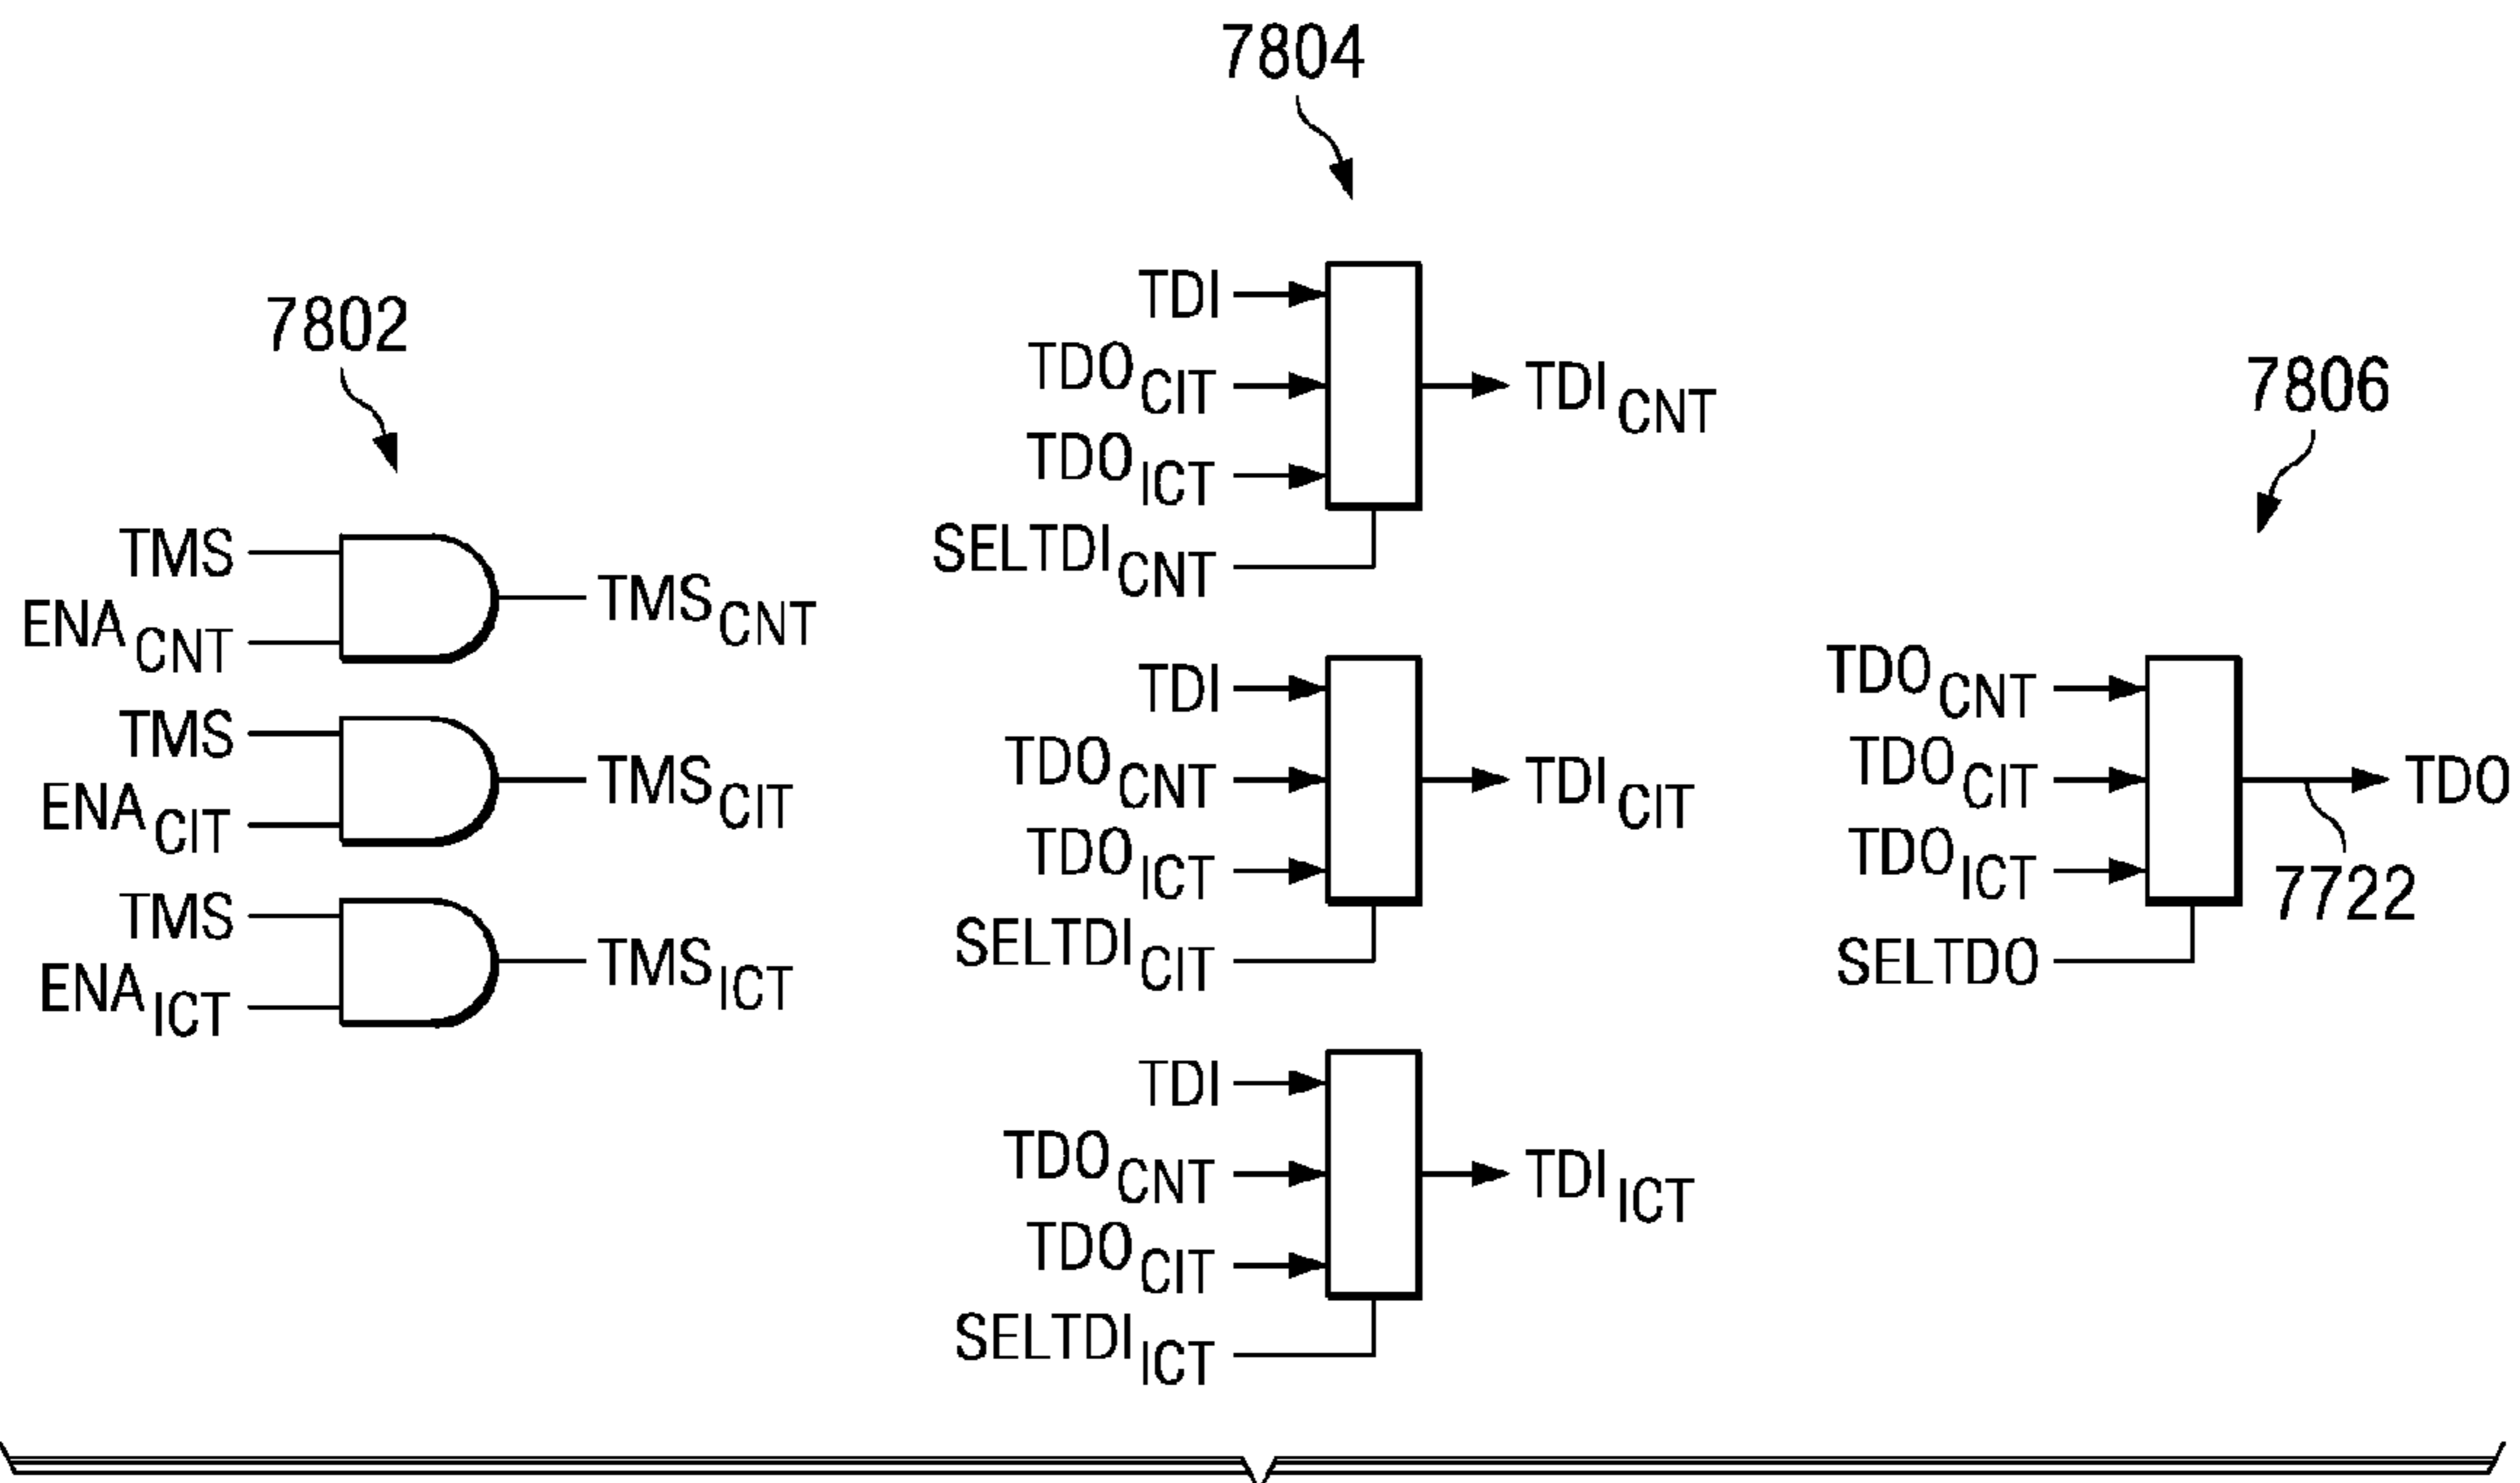 7802
TMS
ENA CNT
TMS CNT
TMS
ENA CIT
TMS CIT
TMS
ENA ICT
TMS ICT
7804
TDI
TDO CIT
TDO ICT
SELTDI CNT
TDI CNT
TDI
TDO CNT
TDO ICT
SELTDI CIT
TDI CIT
TDI
TDO CNT
TDO CIT
SELTDI ICT
TDI ICT
7806
TDO CNT
TDO CIT
TDO ICT
SELTDO
TDO
7722